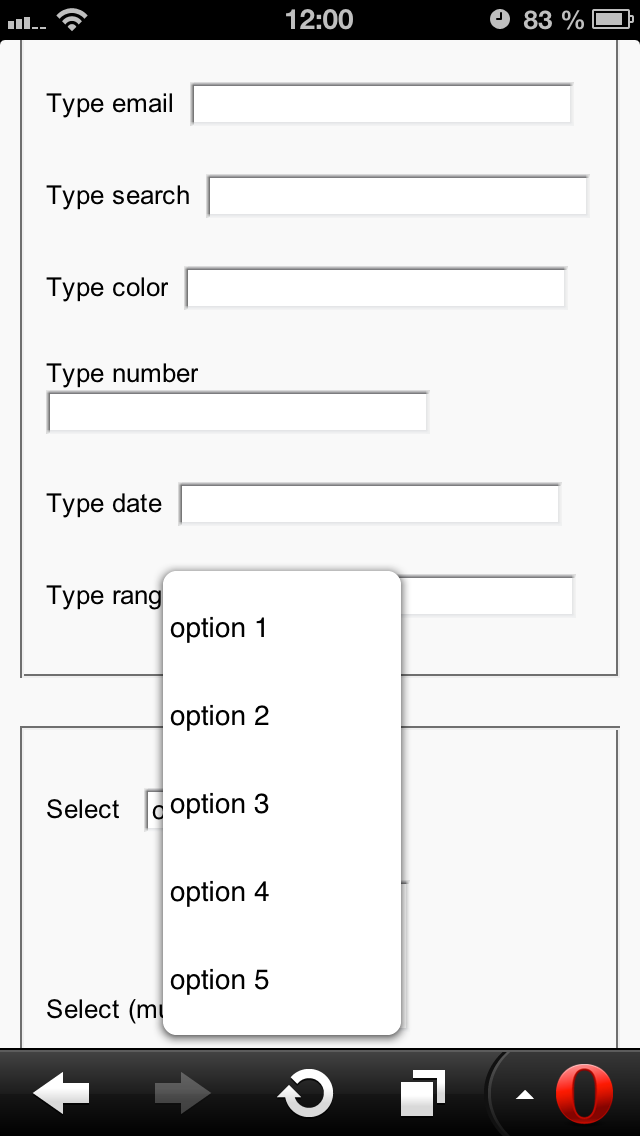 12:00 83 %
Type email
Type search
Type color
Type number
Type date
Type rang
option 1
option 2
Select o
option 3
option 4
option 5
Select (mu